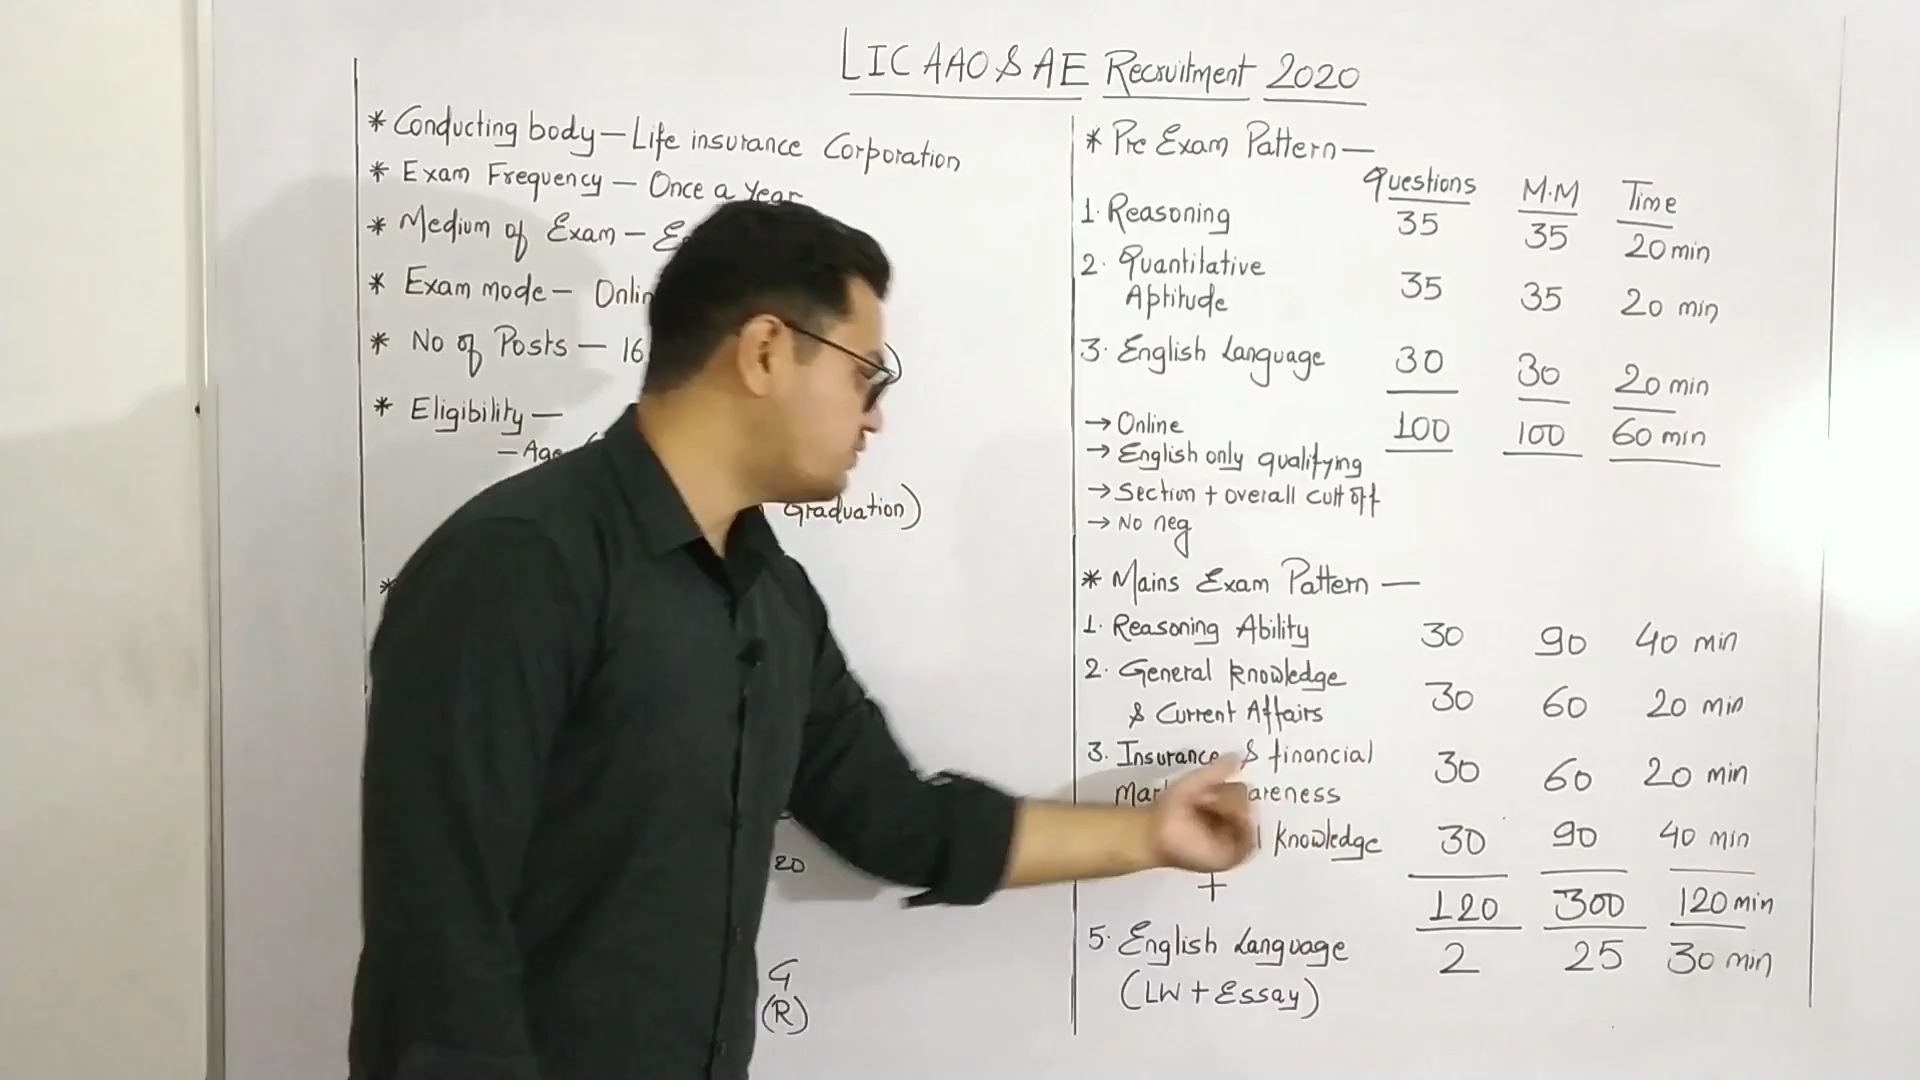 LIC AAO & AE Recruitment 2020
* Conducting body – Life insurance Corporation
* Exam Frequency – Once a Year
* Medium of Exam –
* Exam mode –
* No of Posts – 16
* Eligibility –
– Age
Graduation)
*
20
G
(R)
* Pre Exam Pattern –
Questions M.M Time
1. Reasoning 35 35 20 min
2. Quantitative
Aptitude 35 35 20 min
3. English Language 30 30 20 min
100 100 60 min
→ Online
→ English only qualifying
→ Section + overall cutt off
→ No neg
* Mains Exam Pattern –
1. Reasoning Ability 30 90 40 min
2. General Knowledge
& Current Affairs 30 60 20 min
3. Insurance & financial
30 60 20 min
Knowledge 30 90 40 min
+
120 300 120 min
5. English Language 2 25 30 min
(LW + Essay)